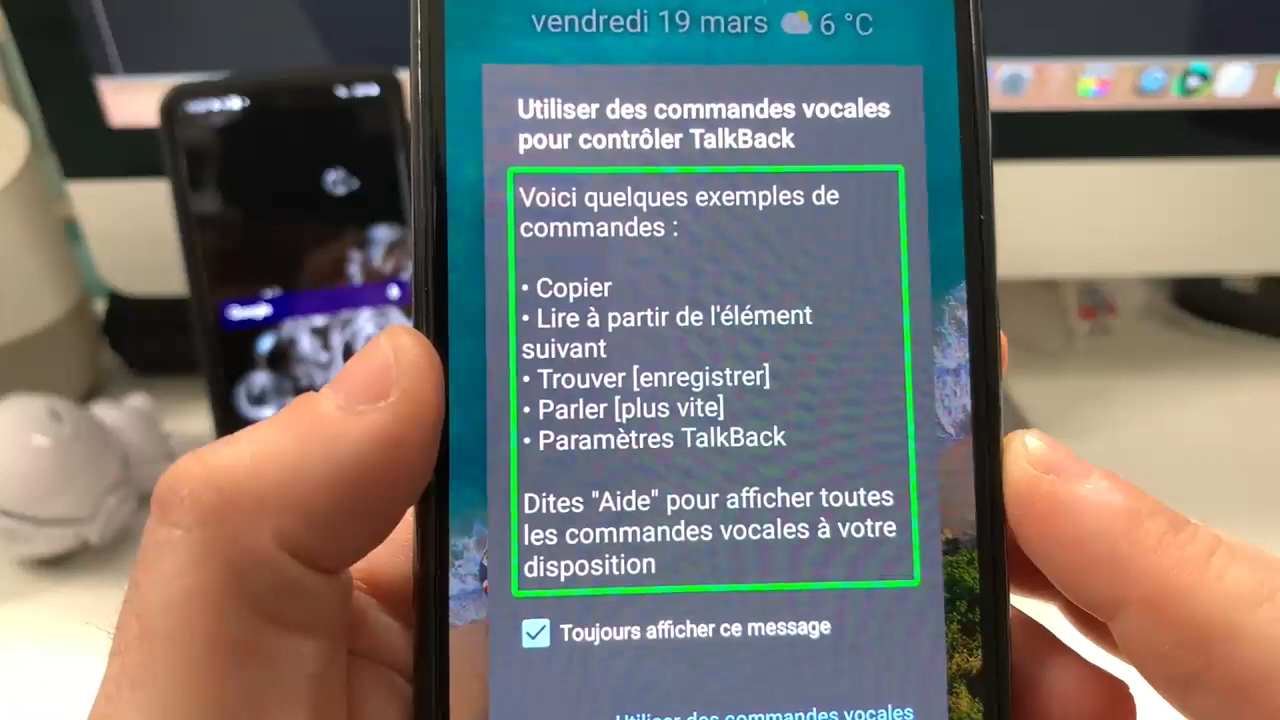 vendredi 19 mars 6 °C
Utiliser des commandes vocales
pour contrôler TalkBack
Voici quelques exemples de
commandes :
• Copier
• Lire à partir de l'élément
suivant
• Trouver [enregistrer]
• Parler [plus vite]
• Paramètres TalkBack
Dites "Aide" pour afficher toutes
les commandes vocales à votre
disposition
Toujours afficher ce message
Utiliser des commandes vocales
Google